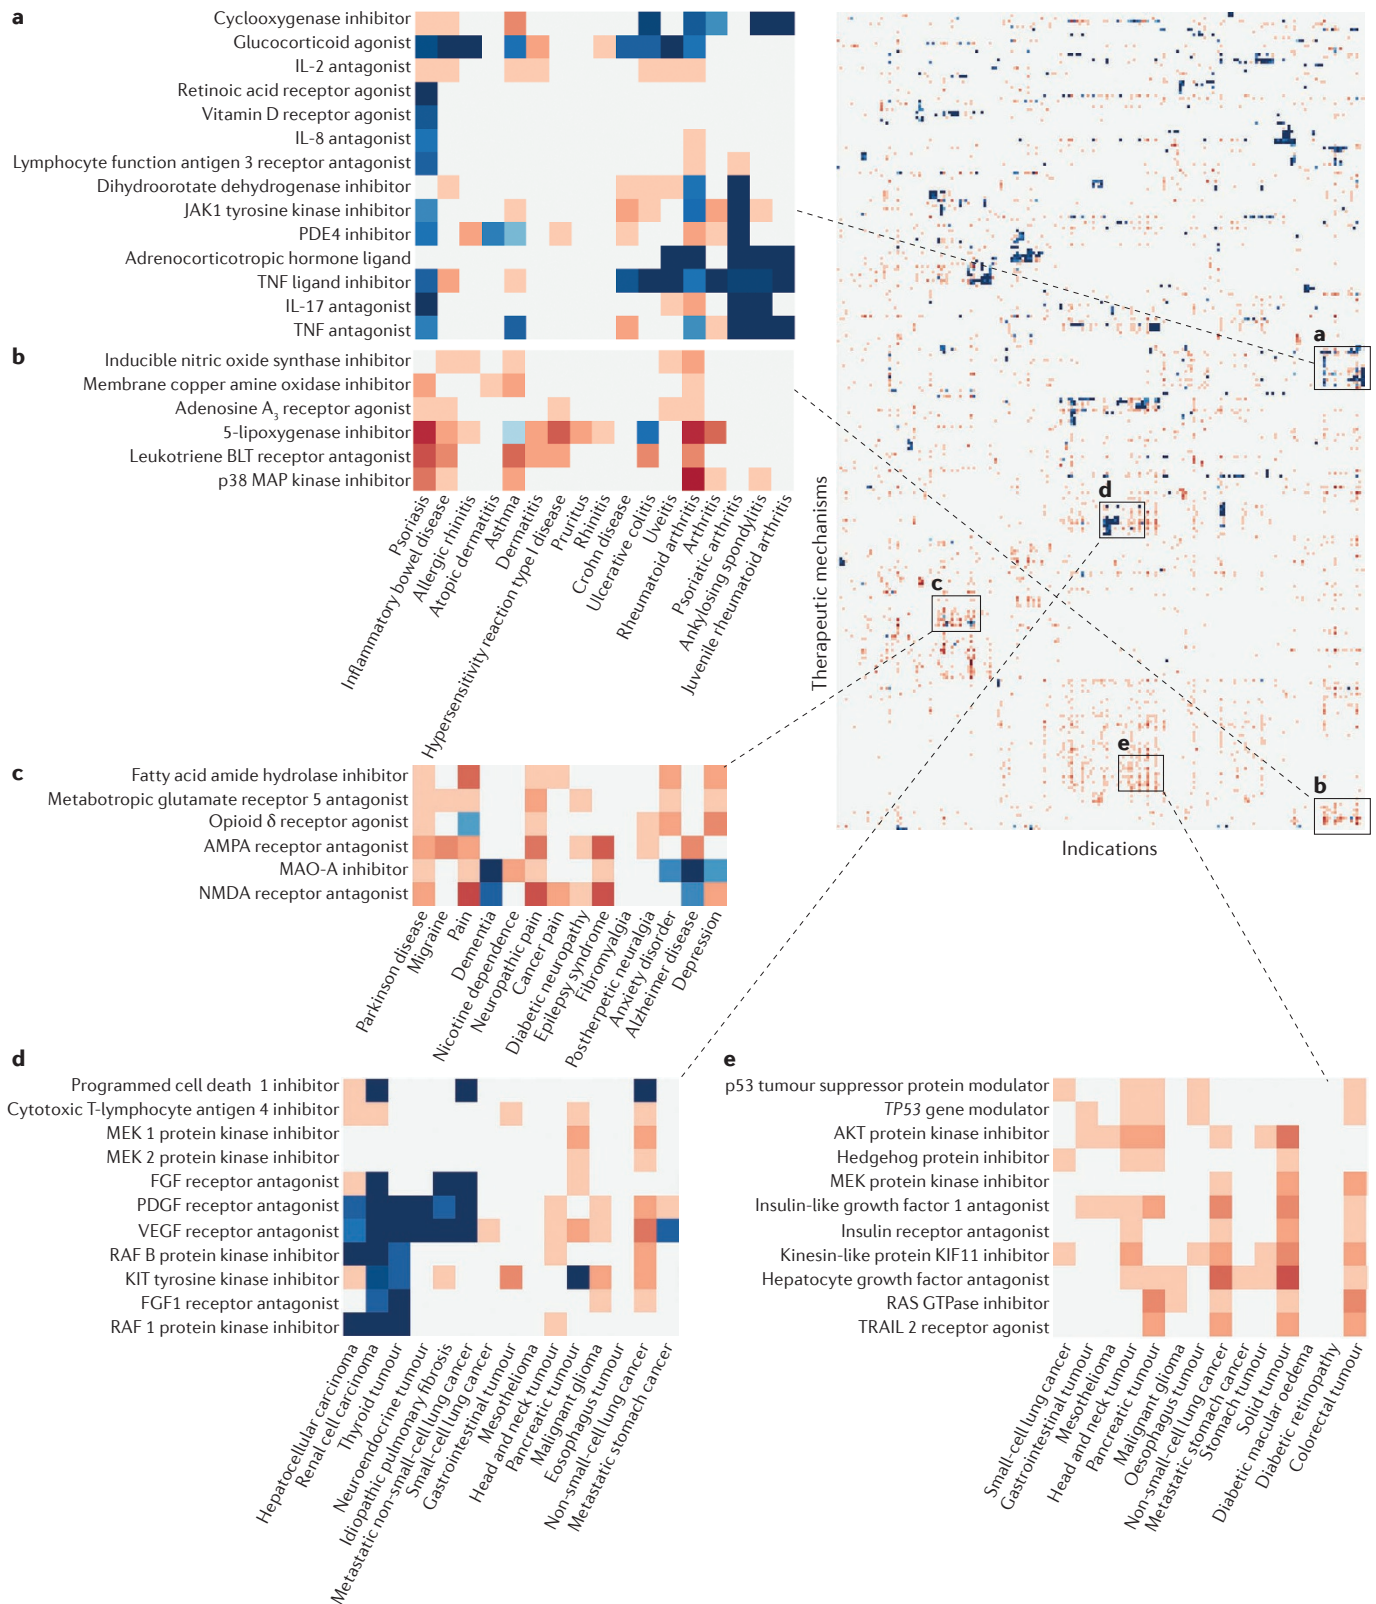 a
Cyclooxygenase inhibitor
Glucocorticoid agonist
IL-2 antagonist
Retinoic acid receptor agonist
Vitamin D receptor agonist
IL-8 antagonist
Lymphocyte function antigen 3 receptor antagonist
Dihydroorotate dehydrogenase inhibitor
JAK1 tyrosine kinase inhibitor
PDE4 inhibitor
Adrenocorticotropic hormone ligand
TNF ligand inhibitor
IL-17 antagonist
TNF antagonist
b
Inducible nitric oxide synthase inhibitor
Membrane copper amine oxidase inhibitor
Adenosine A₃ receptor agonist
5-lipoxygenase inhibitor
Leukotriene BLT receptor antagonist
p38 MAP kinase inhibitor
Psoriasis
Inflammatory bowel disease
Allergic rhinitis
Atopic dermatitis
Asthma
Dermatitis
Hypersensitivity reaction type I disease
Pruritus
Rhinitis
Crohn disease
Ulcerative colitis
Uveitis
Rheumatoid arthritis
Arthritis
Psoriatic arthritis
Ankylosing spondylitis
Juvenile rheumatoid arthritis
Therapeutic mechanisms
Indications
a
d
c
e
b
c
Fatty acid amide hydrolase inhibitor
Metabotropic glutamate receptor 5 antagonist
Opioid δ receptor agonist
AMPA receptor antagonist
MAO-A inhibitor
NMDA receptor antagonist
Parkinson disease
Migraine
Pain
Dementia
Nicotine dependence
Neuropathic pain
Cancer pain
Diabetic neuropathy
Epilepsy syndrome
Fibromyalgia
Postherpetic neuralgia
Anxiety disorder
Alzheimer disease
Depression
d
Programmed cell death 1 inhibitor
Cytotoxic T-lymphocyte antigen 4 inhibitor
MEK 1 protein kinase inhibitor
MEK 2 protein kinase inhibitor
FGF receptor antagonist
PDGF receptor antagonist
VEGF receptor antagonist
RAF B protein kinase inhibitor
KIT tyrosine kinase inhibitor
FGF1 receptor antagonist
RAF 1 protein kinase inhibitor
Hepatocellular carcinoma
Renal cell carcinoma
Thyroid tumour
Neuroendocrine tumour
Idiopathic pulmonary fibrosis
Metastatic non-small-cell lung cancer
Small-cell lung cancer
Gastrointestinal tumour
Mesothelioma
Head and neck tumour
Pancreatic tumour
Malignant glioma
Eosophagus tumour
Non-small-cell lung cancer
Metastatic stomach cancer
e
p53 tumour suppressor protein modulator
TP53 gene modulator
AKT protein kinase inhibitor
Hedgehog protein inhibitor
MEK protein kinase inhibitor
Insulin-like growth factor 1 antagonist
Insulin receptor antagonist
Kinesin-like protein KIF11 inhibitor
Hepatocyte growth factor antagonist
RAS GTPase inhibitor
TRAIL 2 receptor agonist
Small-cell lung cancer
Gastrointestinal tumour
Mesothelioma
Head and neck tumour
Pancreatic tumour
Malignant glioma
Oesophagus tumour
Non-small-cell lung cancer
Metastatic stomach cancer
Stomach tumour
Solid tumour
Diabetic macular oedema
Diabetic retinopathy
Colorectal tumour